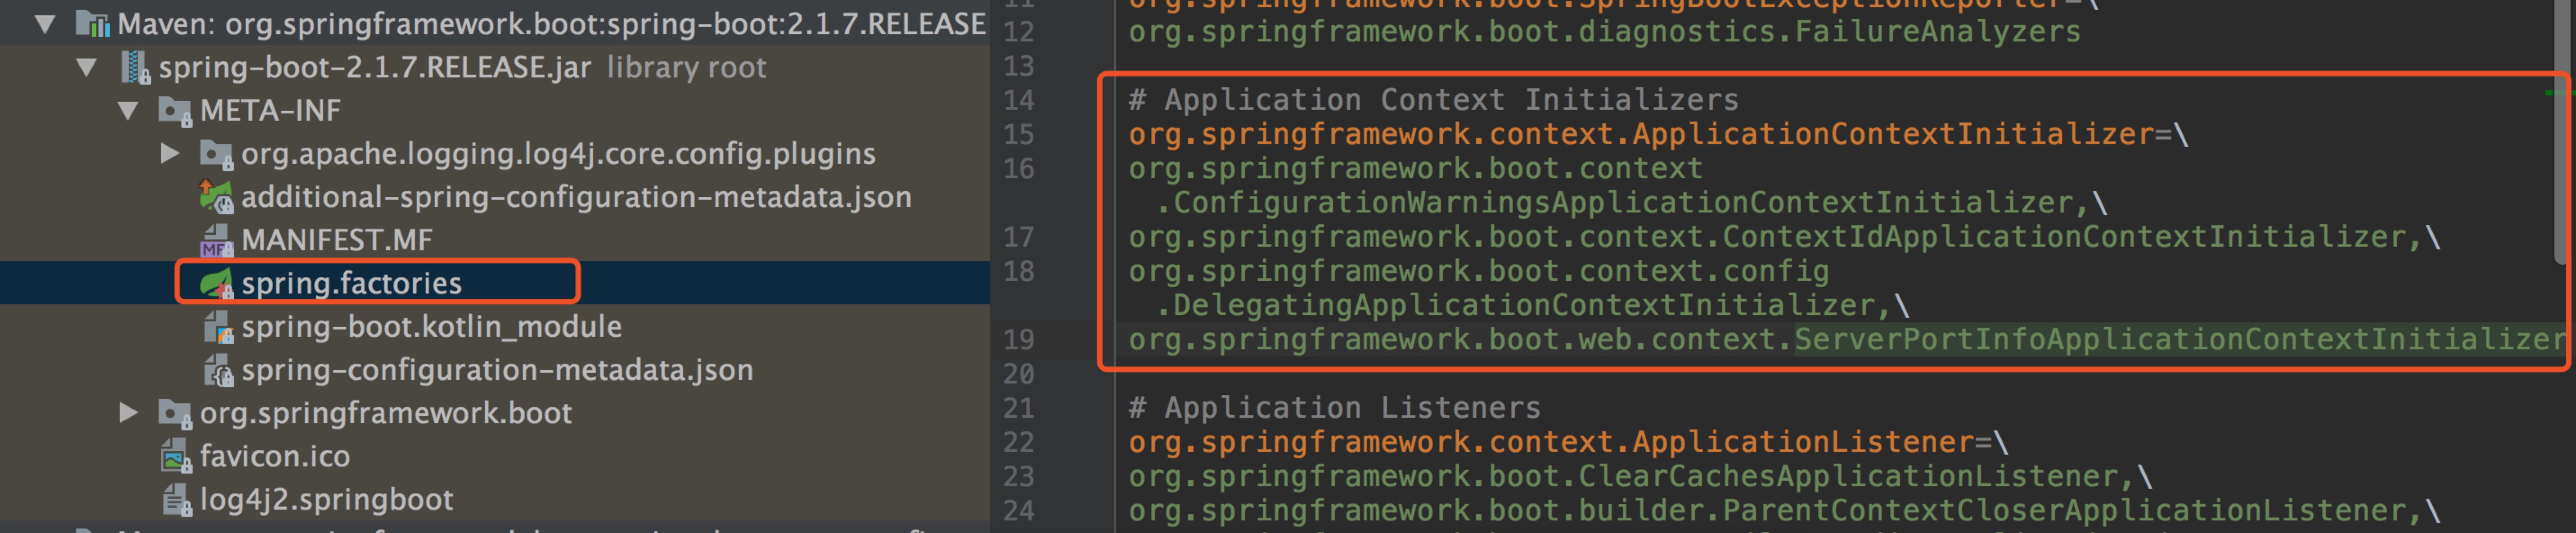 Maven: org.springframework.boot:spring-boot:2.1.7.RELEASE
spring-boot-2.1.7.RELEASE.jar library root
META-INF
org.apache.logging.log4j.core.config.plugins
additional-spring-configuration-metadata.json
MANIFEST.MF
spring.factories
spring-boot.kotlin_module
spring-configuration-metadata.json
org.springframework.boot
favicon.ico
log4j2.springboot
11 org.springframework.boot.SpringBootExceptionReporter=\
12 org.springframework.boot.diagnostics.FailureAnalyzers
13
14 # Application Context Initializers
15 org.springframework.context.ApplicationContextInitializer=\
16 org.springframework.boot.context
.ConfigurationWarningsApplicationContextInitializer,\
17 org.springframework.boot.context.ContextIdApplicationContextInitializer,\
18 org.springframework.boot.context.config
.DelegatingApplicationContextInitializer,\
19 org.springframework.boot.web.context.ServerPortInfoApplicationContextInitializer
20
21 # Application Listeners
22 org.springframework.context.ApplicationListener=\
23 org.springframework.boot.ClearCachesApplicationListener,\
24 org.springframework.boot.builder.ParentContextCloserApplicationListener,\